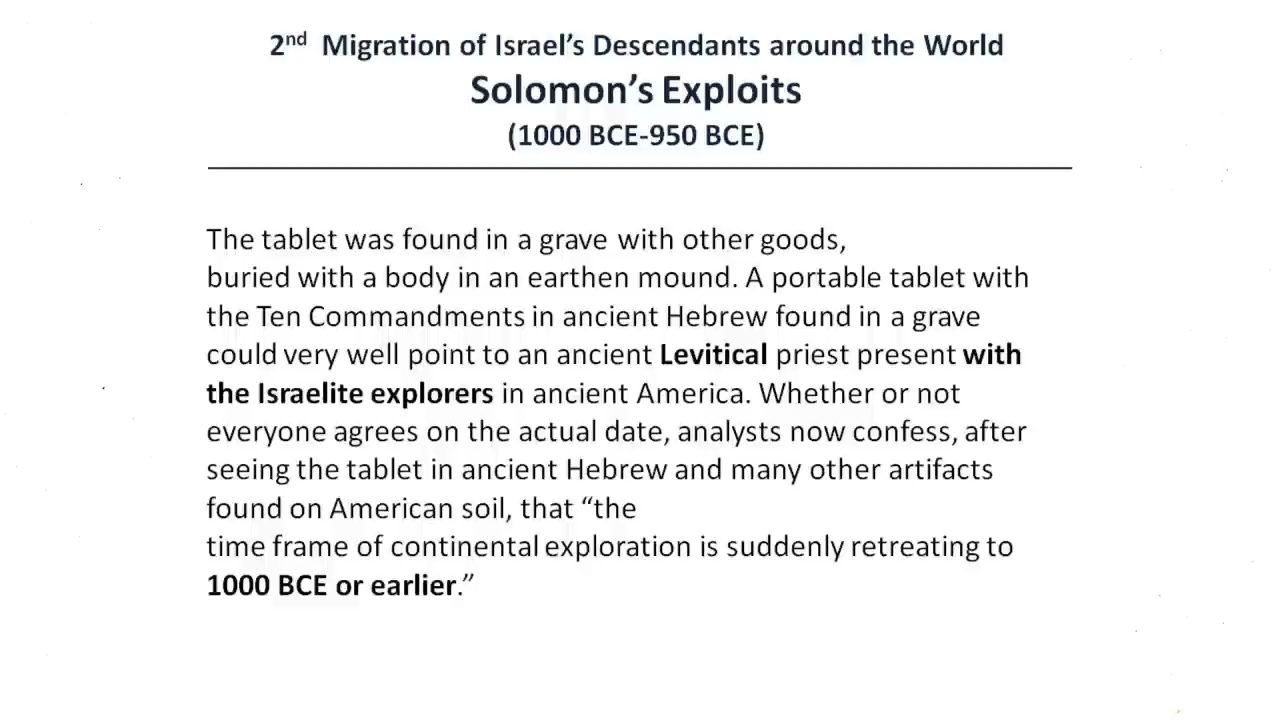 2nd Migration of Israel's Descendants around the World
Solomon's Exploits
(1000 BCE-950 BCE)
The tablet was found in a grave with other goods,
buried with a body in an earthen mound. A portable tablet with
the Ten Commandments in ancient Hebrew found in a grave
could very well point to an ancient Levitical priest present with
the Israelite explorers in ancient America. Whether or not
everyone agrees on the actual date, analysts now confess, after
seeing the tablet in ancient Hebrew and many other artifacts
found on American soil, that “the
time frame of continental exploration is suddenly retreating to
1000 BCE or earlier.”